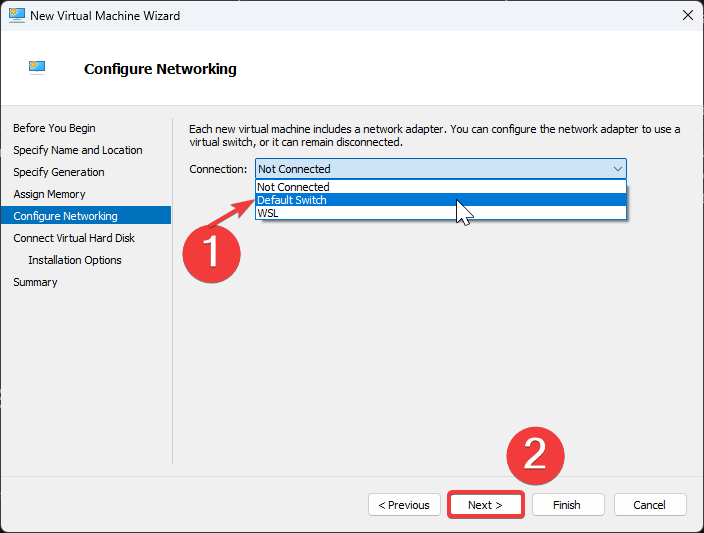 New Virtual Machine Wizard
Configure Networking
Before You Begin
Specify Name and Location
Specify Generation
Assign Memory
Configure Networking
Connect Virtual Hard Disk
Installation Options
Summary
Each new virtual machine includes a network adapter. You can configure the network adapter to use a
virtual switch, or it can remain disconnected.
Connection: Not Connected
Not Connected
Default Switch
WSL
1
2
< Previous Next > Finish Cancel